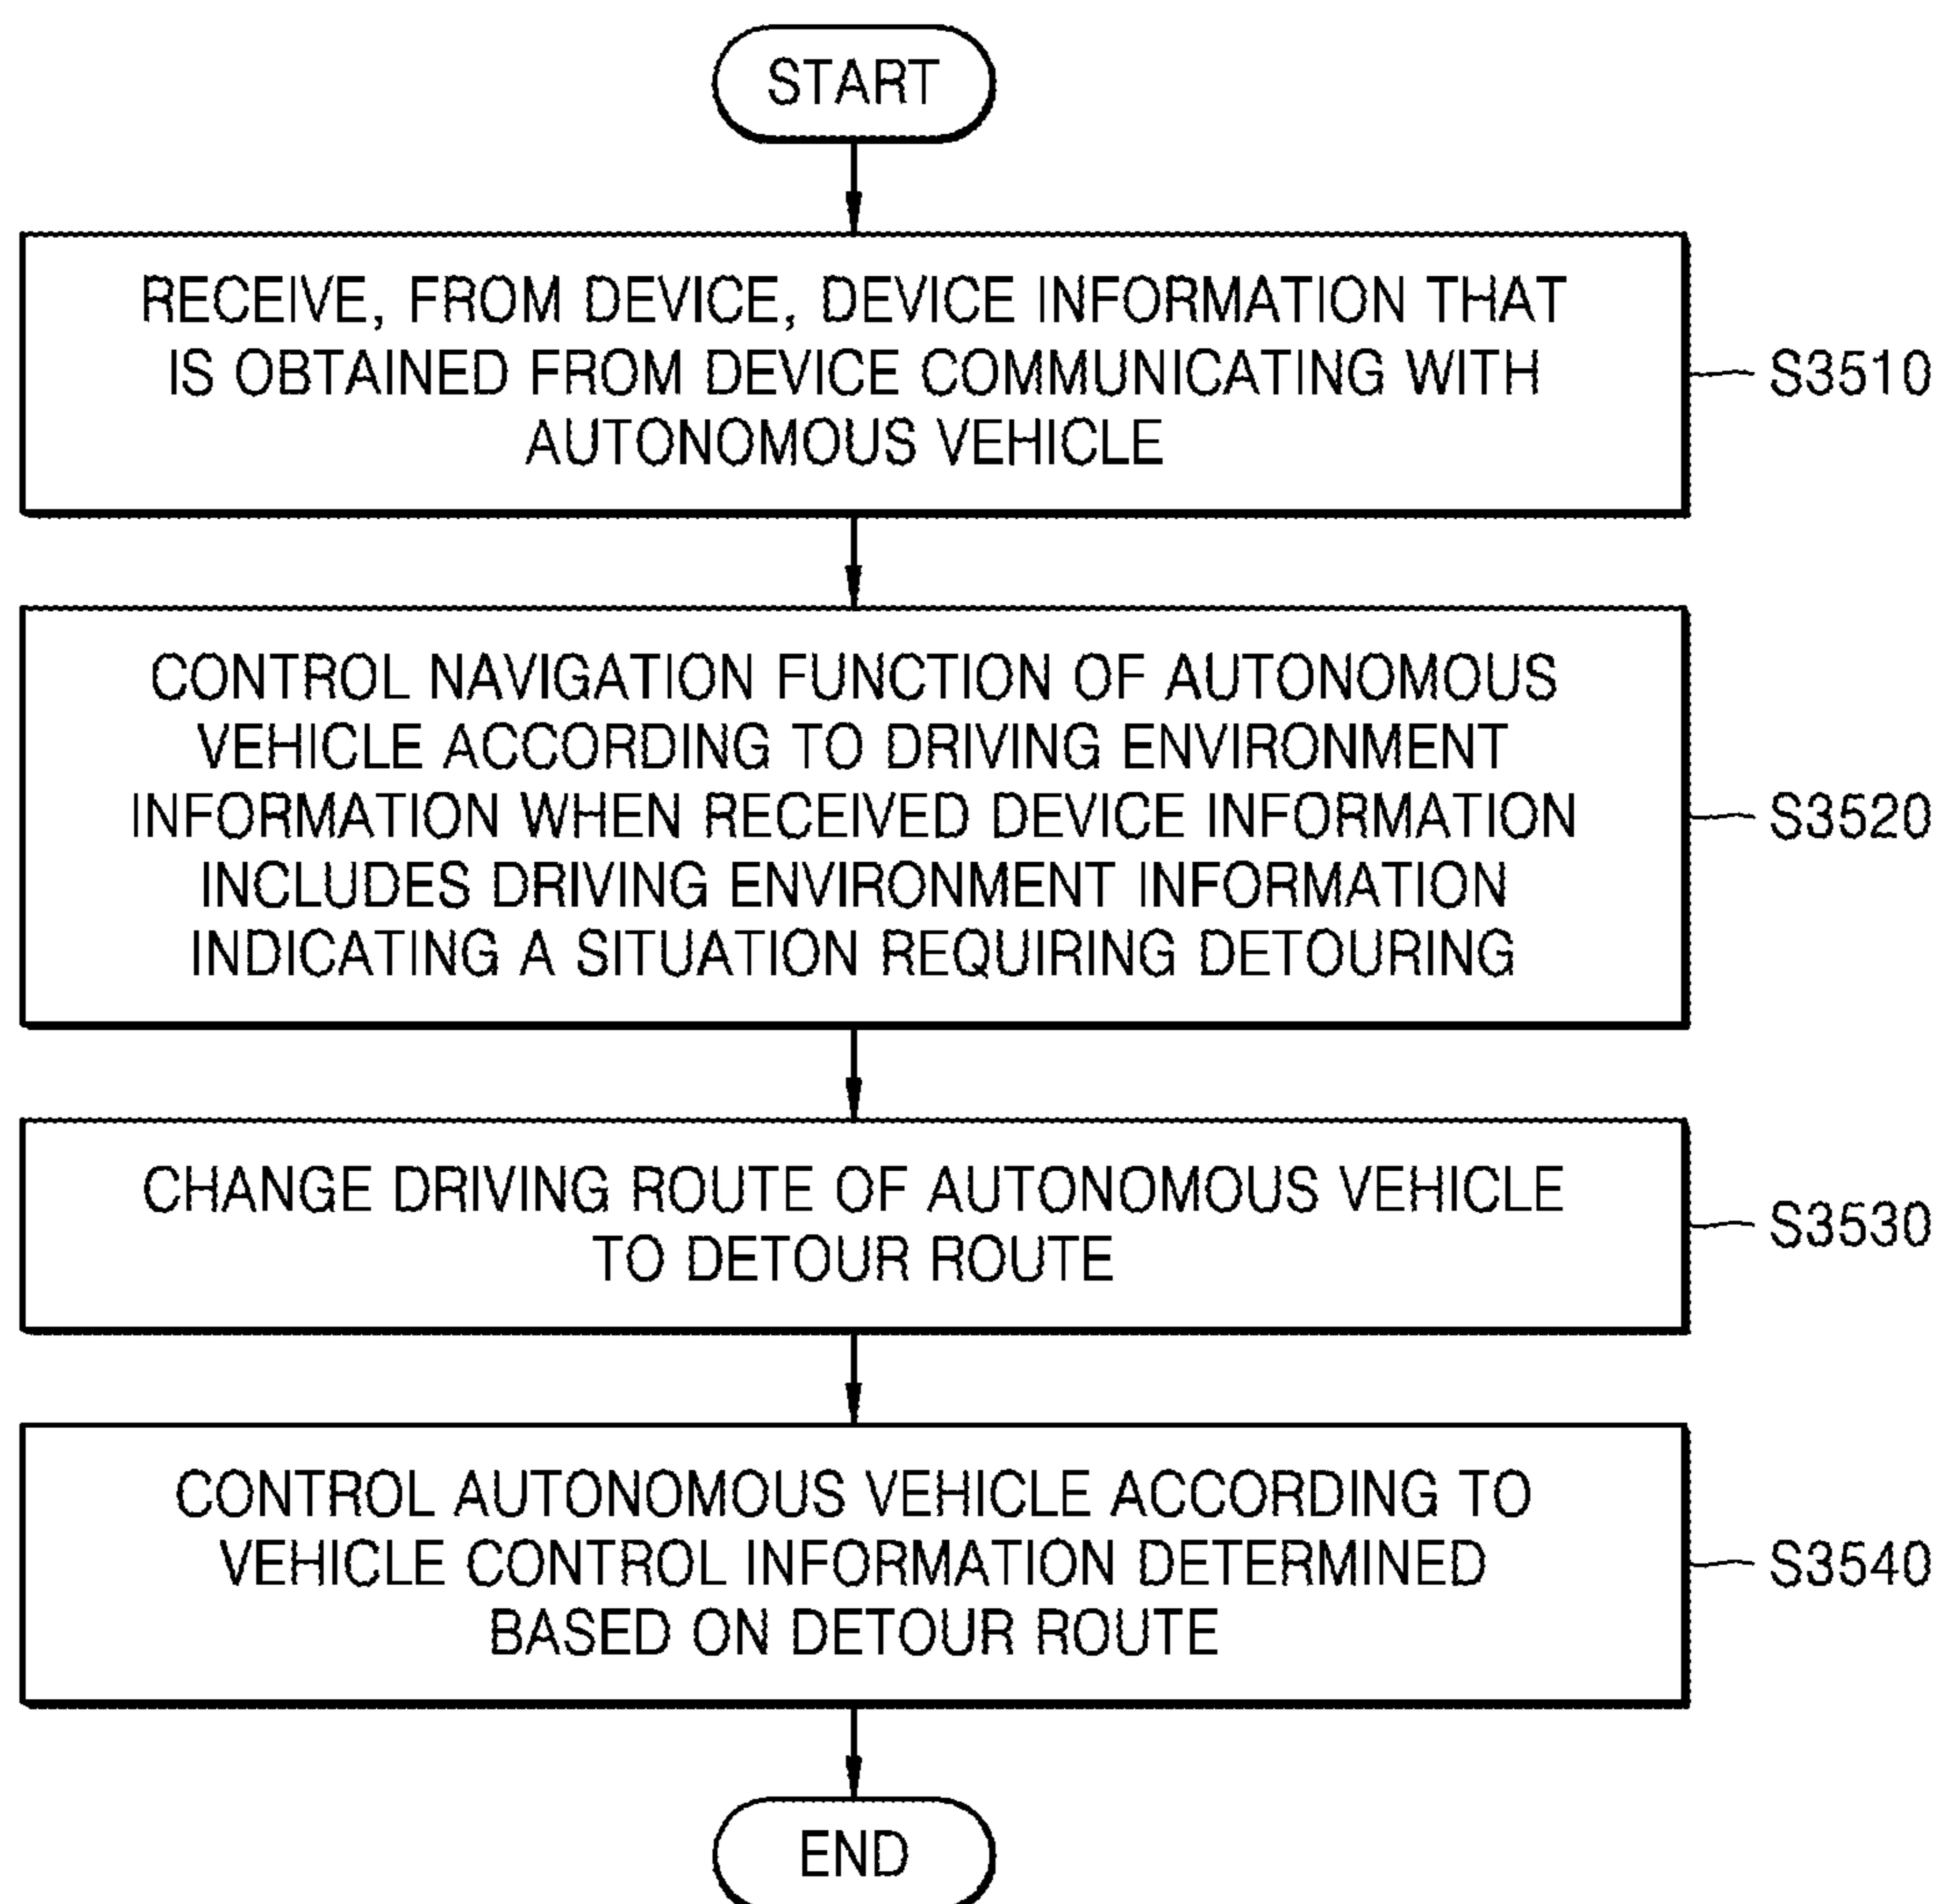 START
RECEIVE, FROM DEVICE, DEVICE INFORMATION THAT
IS OBTAINED FROM DEVICE COMMUNICATING WITH
AUTONOMOUS VEHICLE
S3510
CONTROL NAVIGATION FUNCTION OF AUTONOMOUS
VEHICLE ACCORDING TO DRIVING ENVIRONMENT
INFORMATION WHEN RECEIVED DEVICE INFORMATION
INCLUDES DRIVING ENVIRONMENT INFORMATION
INDICATING A SITUATION REQUIRING DETOURING
S3520
CHANGE DRIVING ROUTE OF AUTONOMOUS VEHICLE
TO DETOUR ROUTE
S3530
CONTROL AUTONOMOUS VEHICLE ACCORDING TO
VEHICLE CONTROL INFORMATION DETERMINED
BASED ON DETOUR ROUTE
S3540
END